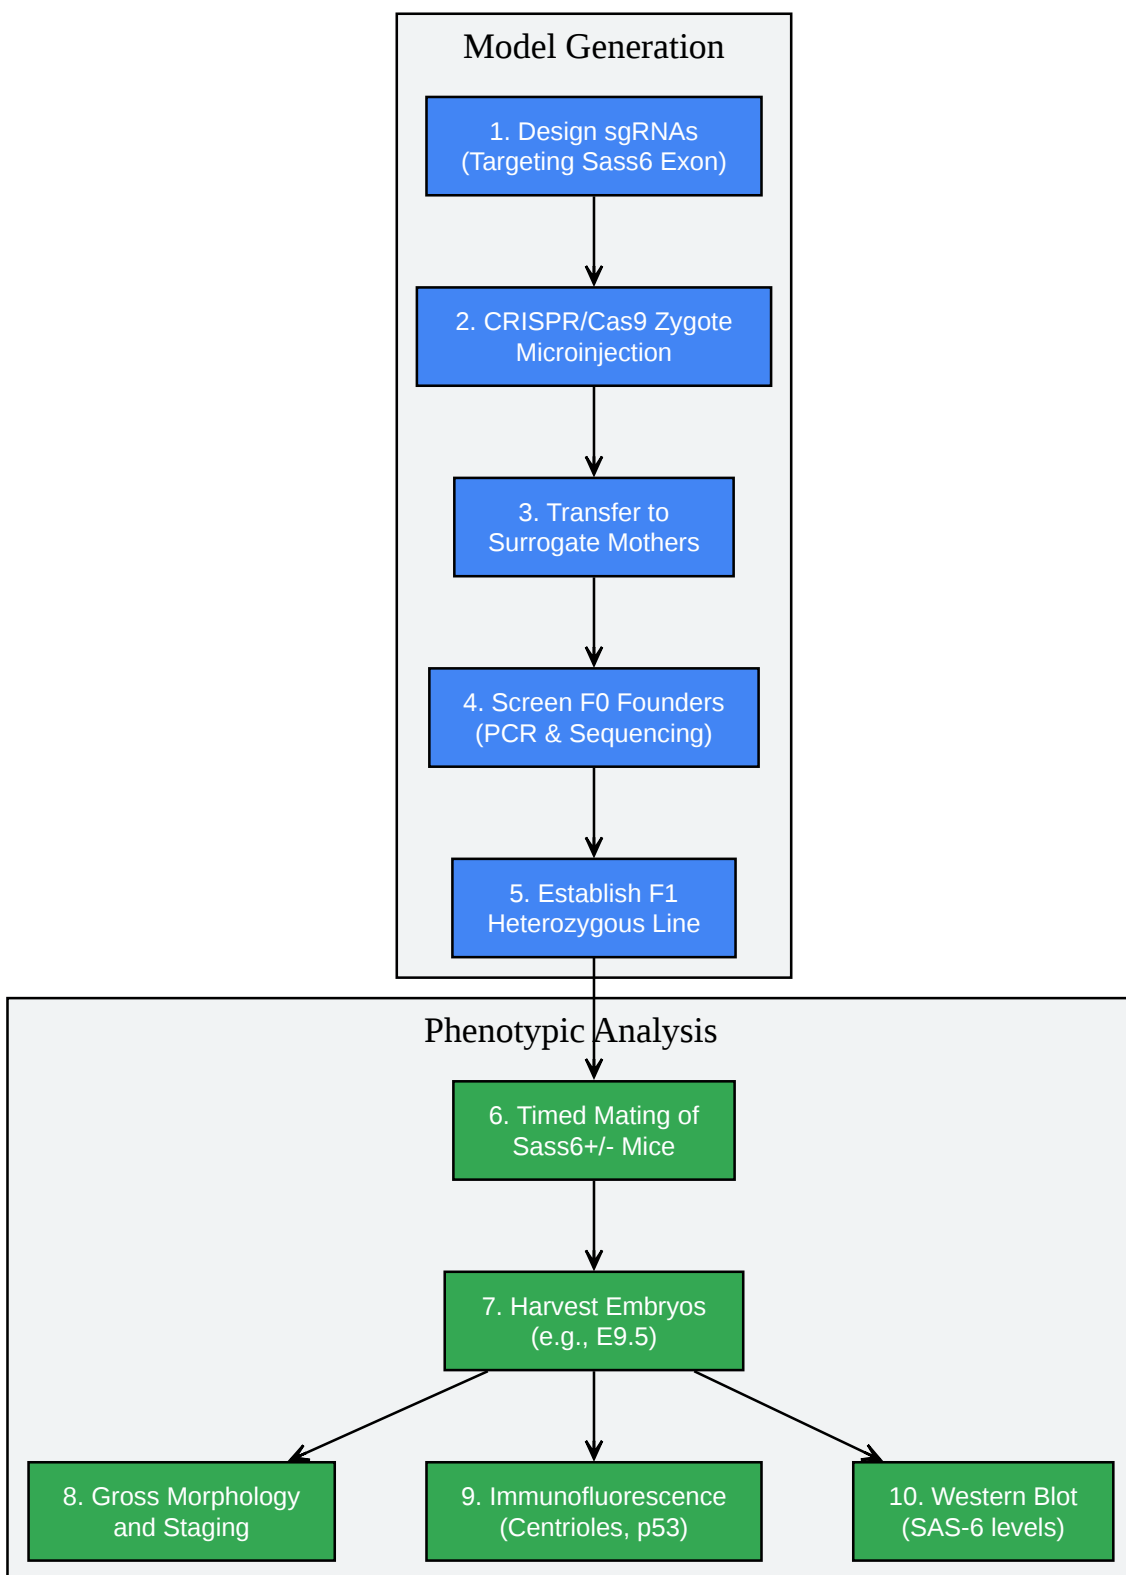 Model Generation
1. Design sgRNAs
(Targeting Sass6 Exon)
2. CRISPR/Cas9 Zygote
Microinjection
3. Transfer to
Surrogate Mothers
4. Screen F0 Founders
(PCR & Sequencing)
5. Establish F1
Heterozygous Line
Phenotypic Analysis
6. Timed Mating of
Sass6+/- Mice
7. Harvest Embryos
(e.g., E9.5)
8. Gross Morphology
and Staging
9. Immunofluorescence
(Centrioles, p53)
10. Western Blot
(SAS-6 levels)